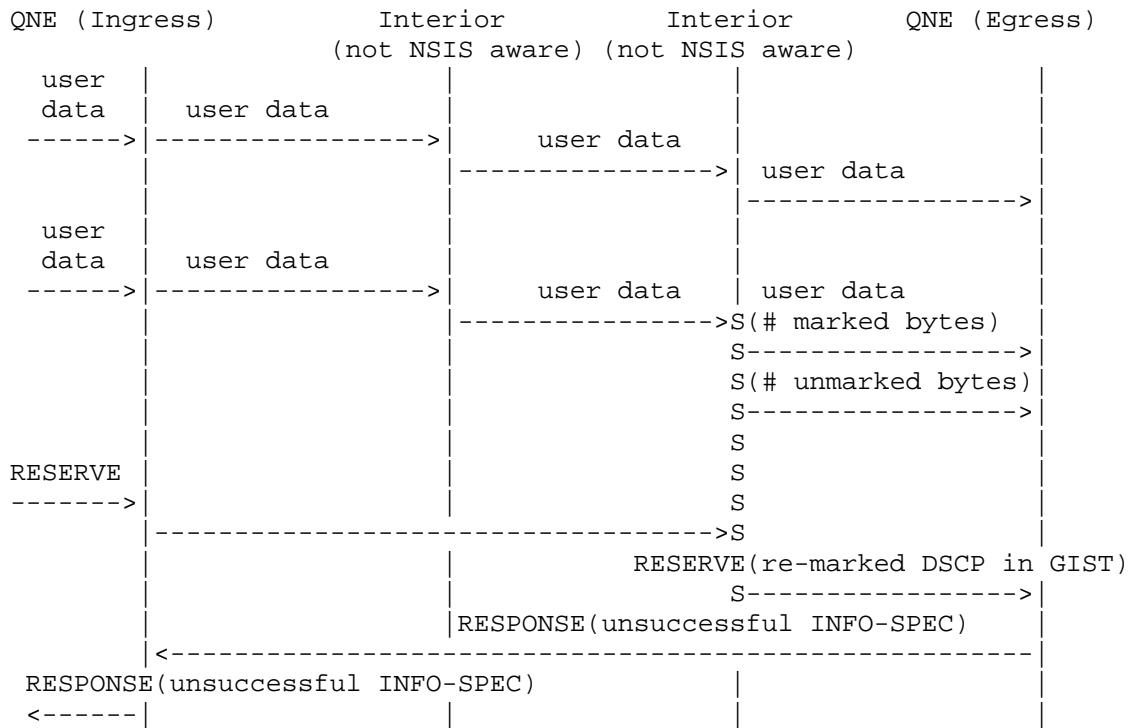 QNE (Ingress) Interior Interior QNE (Egress)
(not NSIS aware) (not NSIS aware)
user
data user data
user data
user data
user
data user data
user data user data
S(# marked bytes)
S
S(# unmarked bytes)
S
S
RESERVE S
S
S
RESERVE(re-marked DSCP in GIST)
S
RESPONSE(unsuccessful INFO-SPEC)
RESPONSE(unsuccessful INFO-SPEC)